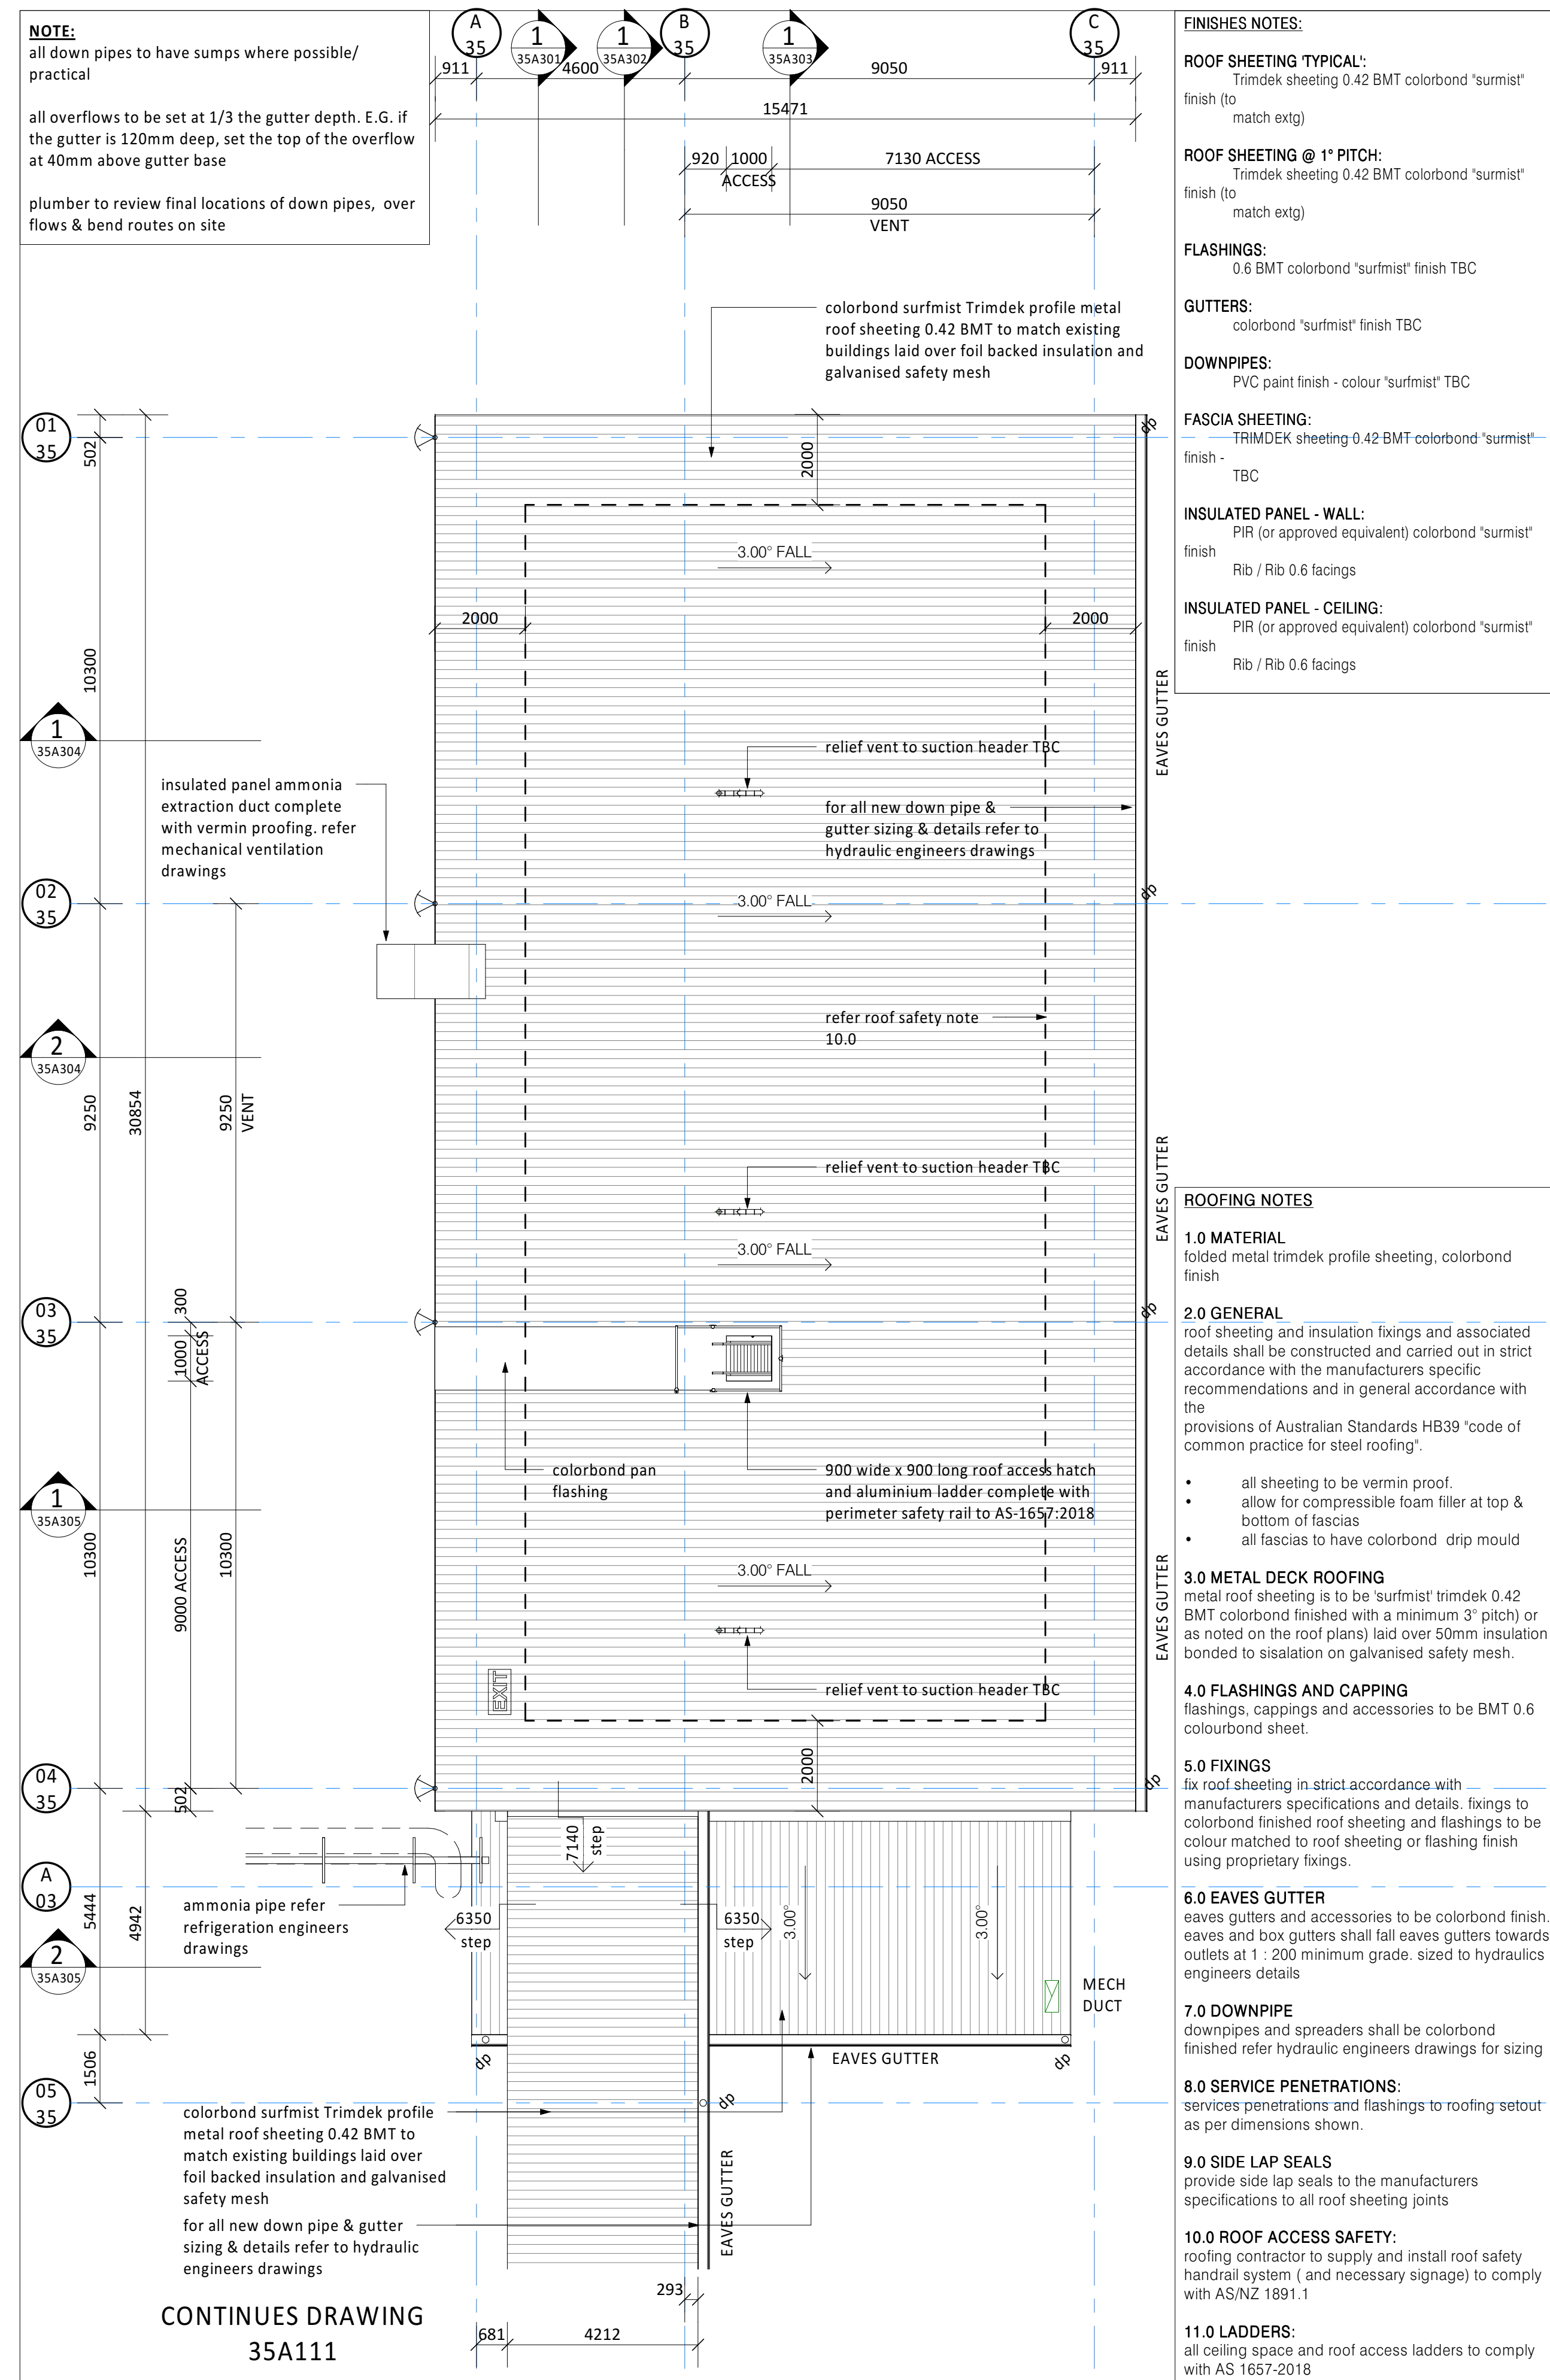 NOTE:
all down pipes to have sumps where possible/
practical
all overflows to be set at 1/3 the gutter depth. E.G. if
the gutter is 120mm deep, set the top of the overflow
at 40mm above gutter base
plumber to review final locations of down pipes, over
flows & bend routes on site
A
35
1
35A301
1
35A302
B
35
1
35A303
C
35
911
4600
9050
911
15471
920
1000
ACCESS
7130 ACCESS
9050
VENT
FINISHES NOTES:
ROOF SHEETING 'TYPICAL':
Trimdek sheeting 0.42 BMT colorbond "surmist"
finish (to
match extg)
ROOF SHEETING @ 1° PITCH:
Trimdek sheeting 0.42 BMT colorbond "surmist"
finish (to
match extg)
FLASHINGS:
0.6 BMT colorbond "surfmist" finish TBC
GUTTERS:
colorbond "surfmist" finish TBC
DOWNPIPES:
PVC paint finish - colour "surfmist" TBC
FASCIA SHEETING:
TRIMDEK sheeting 0.42 BMT colorbond "surmist"
finish -
TBC
INSULATED PANEL - WALL:
PIR (or approved equivalent) colorbond "surmist"
finish
Rib / Rib 0.6 facings
INSULATED PANEL - CEILING:
PIR (or approved equivalent) colorbond "surmist"
finish
Rib / Rib 0.6 facings
colorbond surfmist Trimdek profile metal
roof sheeting 0.42 BMT to match existing
buildings laid over foil backed insulation and
galvanised safety mesh
01
35
502
dp
2000
3.00° FALL
2000
2000
10300
EAVES GUTTER
1
35A304
relief vent to suction header TBC
insulated panel ammonia
extraction duct complete
with vermin proofing. refer
mechanical ventilation
drawings
for all new down pipe &
gutter sizing & details refer to
hydraulic engineers drawings
02
35
3.00° FALL
dp
refer roof safety note
10.0
2
35A304
9250
30854
9250
VENT
relief vent to suction header TBC
EAVES GUTTER
3.00° FALL
03
35
300
1000
ACCESS
dp
colorbond pan
flashing
900 wide x 900 long roof access hatch
and aluminium ladder complete with
perimeter safety rail to AS-1657:2018
1
35A305
10300
9000 ACCESS
10300
3.00° FALL
EAVES GUTTER
EXIT
relief vent to suction header TBC
2000
04
35
502
dp
7140
step
A
03
5444
4942
ammonia pipe refer
refrigeration engineers
drawings
6350
step
6350
step
3.00°
3.00°
2
35A305
MECH
DUCT
1506
dp
EAVES GUTTER
dp
05
35
dp
colorbond surfmist Trimdek profile
metal roof sheeting 0.42 BMT to
match existing buildings laid over
foil backed insulation and galvanised
safety mesh
EAVES GUTTER
for all new down pipe & gutter
sizing & details refer to hydraulic
engineers drawings
293
681
4212
CONTINUES DRAWING
35A111
ROOFING NOTES
1.0 MATERIAL
folded metal trimdek profile sheeting, colorbond
finish
2.0 GENERAL
roof sheeting and insulation fixings and associated
details shall be constructed and carried out in strict
accordance with the manufacturers specific
recommendations and in general accordance with
the
provisions of Australian Standards HB39 "code of
common practice for steel roofing".
• all sheeting to be vermin proof.
• allow for compressible foam filler at top &
bottom of fascias
• all fascias to have colorbond drip mould
3.0 METAL DECK ROOFING
metal roof sheeting is to be 'surfmist' trimdek 0.42
BMT colorbond finished with a minimum 3° pitch) or
as noted on the roof plans) laid over 50mm insulation
bonded to sisalation on galvanised safety mesh.
4.0 FLASHINGS AND CAPPING
flashings, cappings and accessories to be BMT 0.6
colourbond sheet.
5.0 FIXINGS
fix roof sheeting in strict accordance with
manufacturers specifications and details. fixings to
colorbond finished roof sheeting and flashings to be
colour matched to roof sheeting or flashing finish
using proprietary fixings.
6.0 EAVES GUTTER
eaves gutters and accessories to be colorbond finish.
eaves and box gutters shall fall eaves gutters towards
outlets at 1 : 200 minimum grade. sized to hydraulics
engineers details
7.0 DOWNPIPE
downpipes and spreaders shall be colorbond
finished refer hydraulic engineers drawings for sizing
8.0 SERVICE PENETRATIONS:
services penetrations and flashings to roofing setout
as per dimensions shown.
9.0 SIDE LAP SEALS
provide side lap seals to the manufacturers
specifications to all roof sheeting joints
10.0 ROOF ACCESS SAFETY:
roofing contractor to supply and install roof safety
handrail system ( and necessary signage) to comply
with AS/NZ 1891.1
11.0 LADDERS:
all ceiling space and roof access ladders to comply
with AS 1657-2018